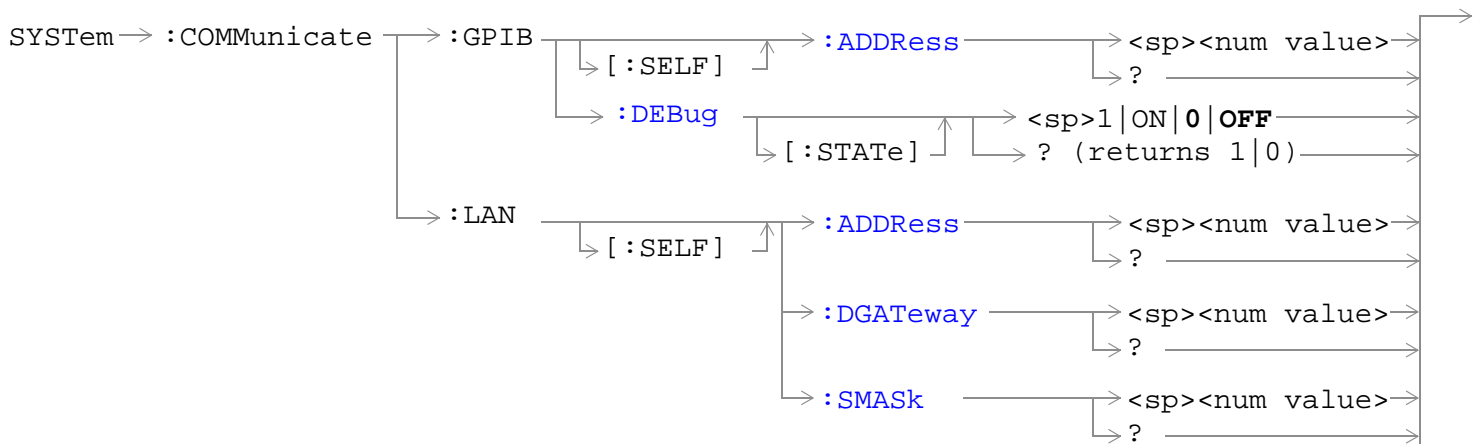 SYSTem :COMMunicate :GPIB :ADDRess <sp><num value>
[:SELF] ?
:DEBug <sp>1|ON|0|OFF
[:STATe] ? (returns 1|0)
:LAN :ADDRess <sp><num value>
[:SELF] ?
:DGATeway <sp><num value>
?
:SMASk <sp><num value>
?